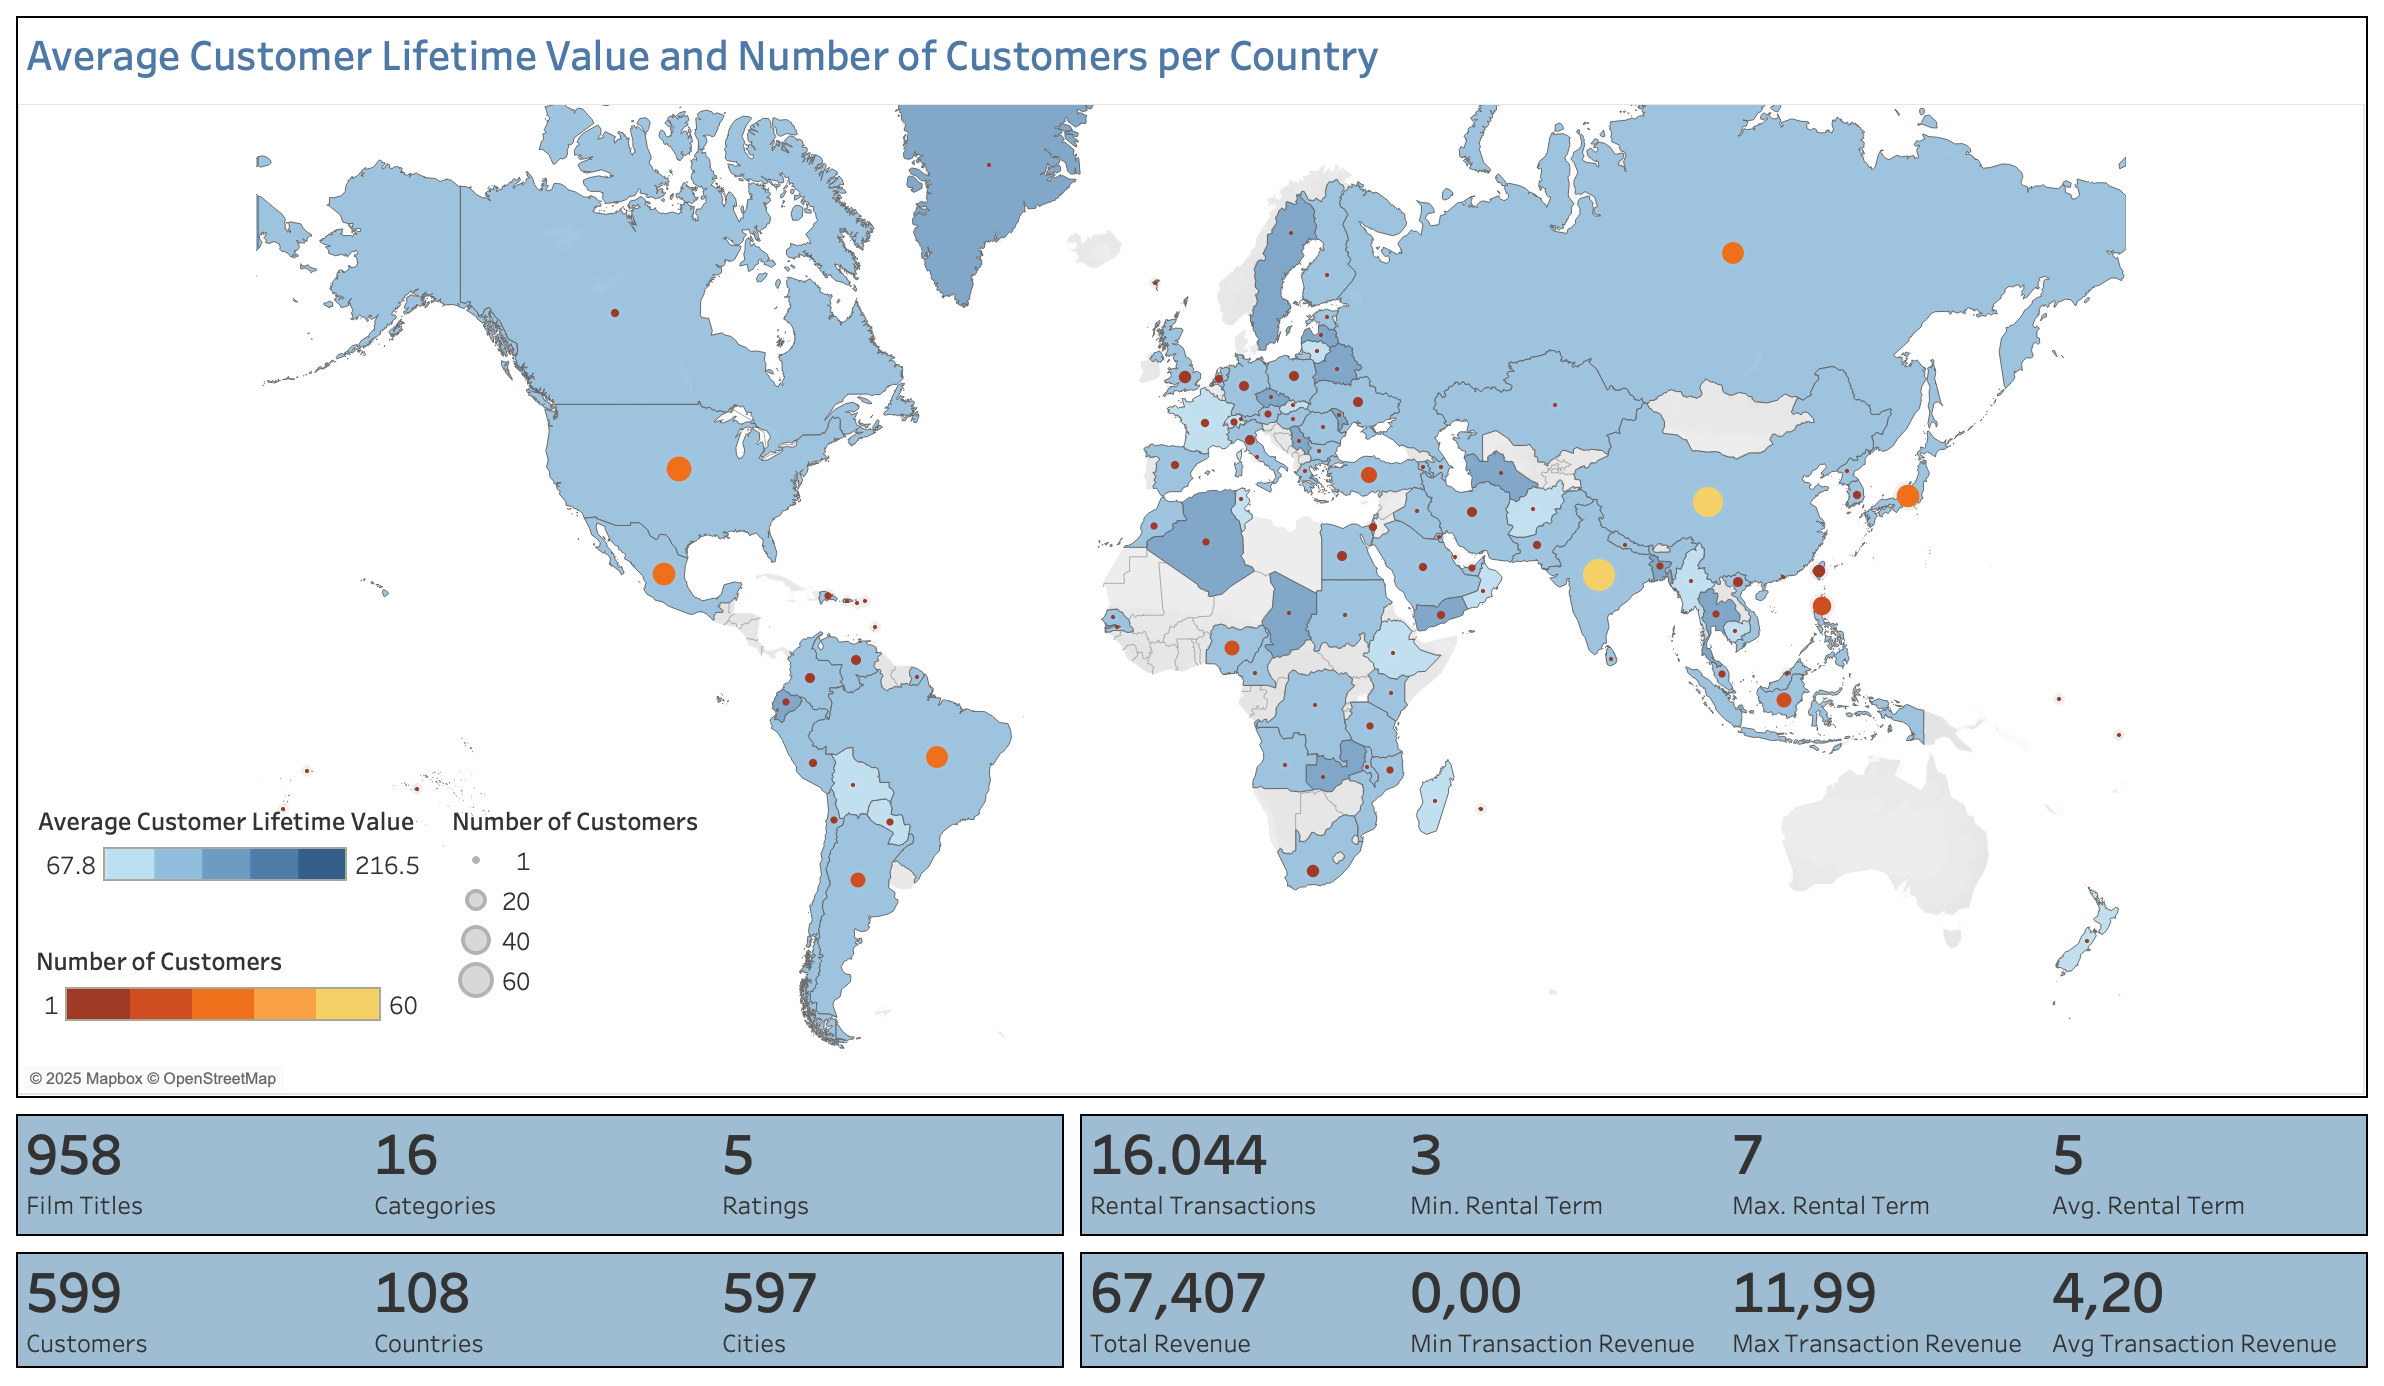 Average Customer Lifetime Value and Number of Customers per Country
Average Customer Lifetime Value
67.8 216.5
Number of Customers
1
20
40
60
Number of Customers
1 60
© 2025 Mapbox © OpenStreetMap
958 16 5
Film Titles Categories Ratings
16.044 3 7 5
Rental Transactions Min. Rental Term Max. Rental Term Avg. Rental Term
599 108 597
Customers Countries Cities
67,407 0,00 11,99 4,20
Total Revenue Min Transaction Revenue Max Transaction Revenue Avg Transaction Revenue